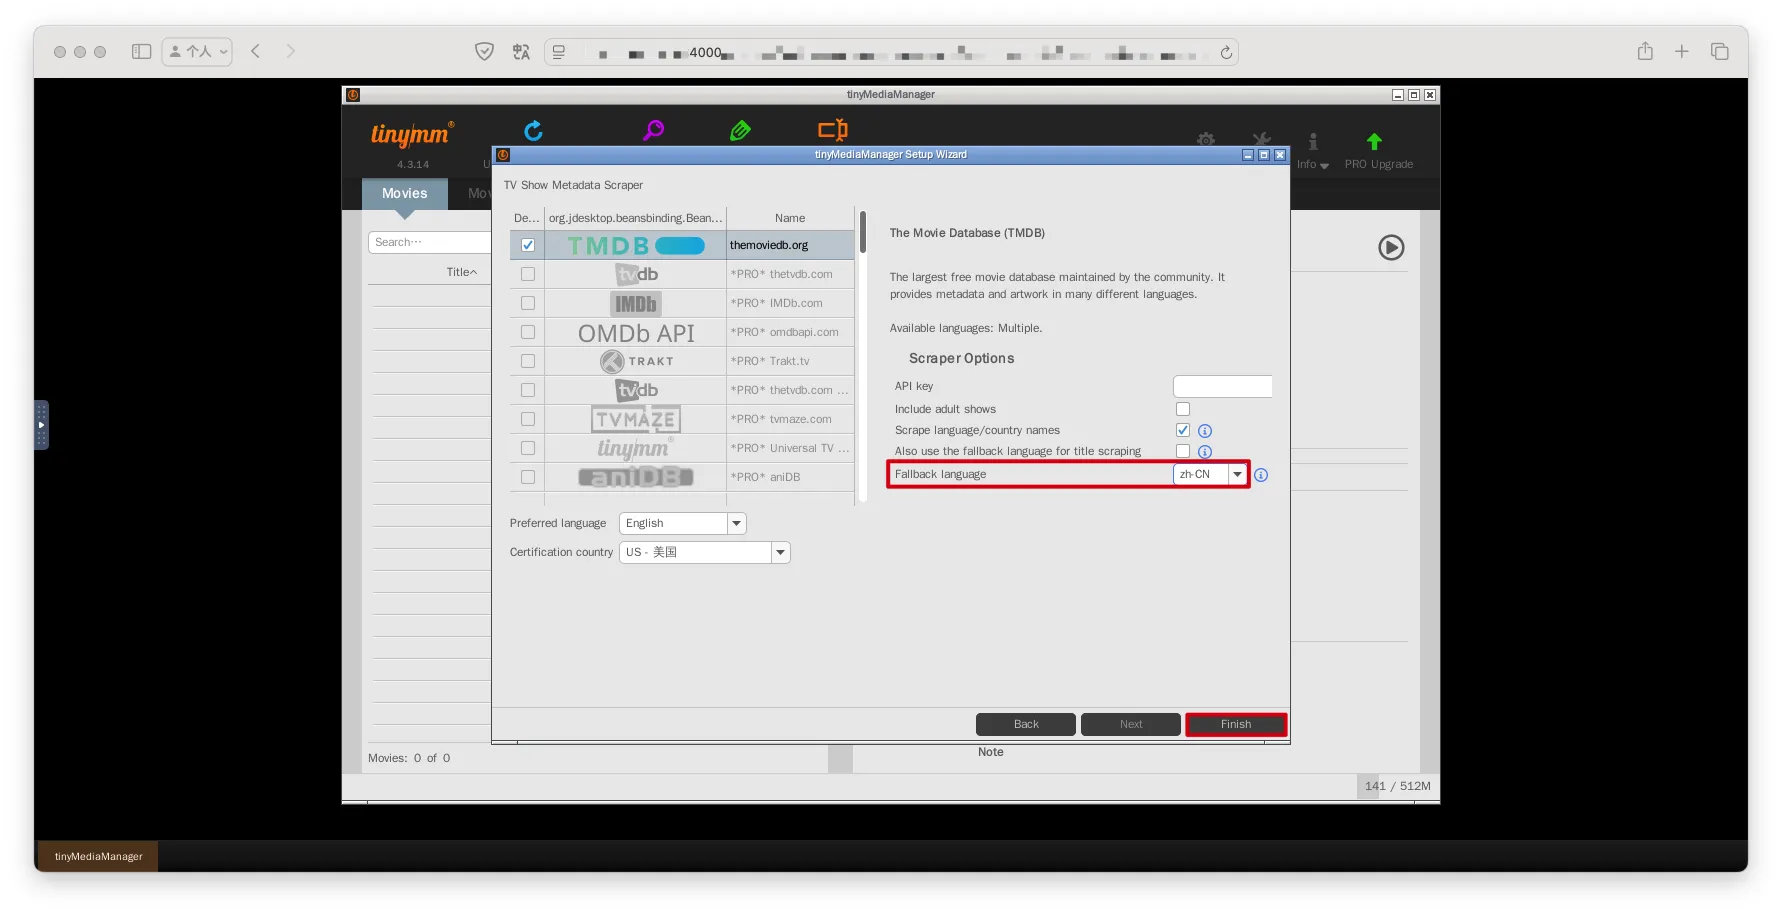 个人
4000
tinyMediaManager
tinymm®
4.3.14
U
Info
PRO Upgrade
Movies
Mov
Search...
Title
tinyMediaManager Setup Wizard
TV Show Metadata Scraper
De... org.jdesktop.beansbinding.Bean... Name
TMDB themoviedb.org
tvdb *PRO* thetvdb.com
IMDb *PRO* IMDb.com
OMDb API *PRO* omdbapi.com
TRAKT *PRO* Trakt.tv
tvdb *PRO* thetvdb.com ...
TVMAZE *PRO* tvmaze.com
tinymm® *PRO* Universal TV ...
aniDB *PRO* aniDB
Preferred language English
Certification country US - 美国
The Movie Database (TMDB)
The largest free movie database maintained by the community. It
provides metadata and artwork in many different languages.
Available languages: Multiple.
Scraper Options
API key
Include adult shows
Scrape language/country names
Also use the fallback language for title scraping
Fallback language zh-CN
Back Next Finish
Note
Movies: 0 of 0
141 / 512M
tinyMediaManager